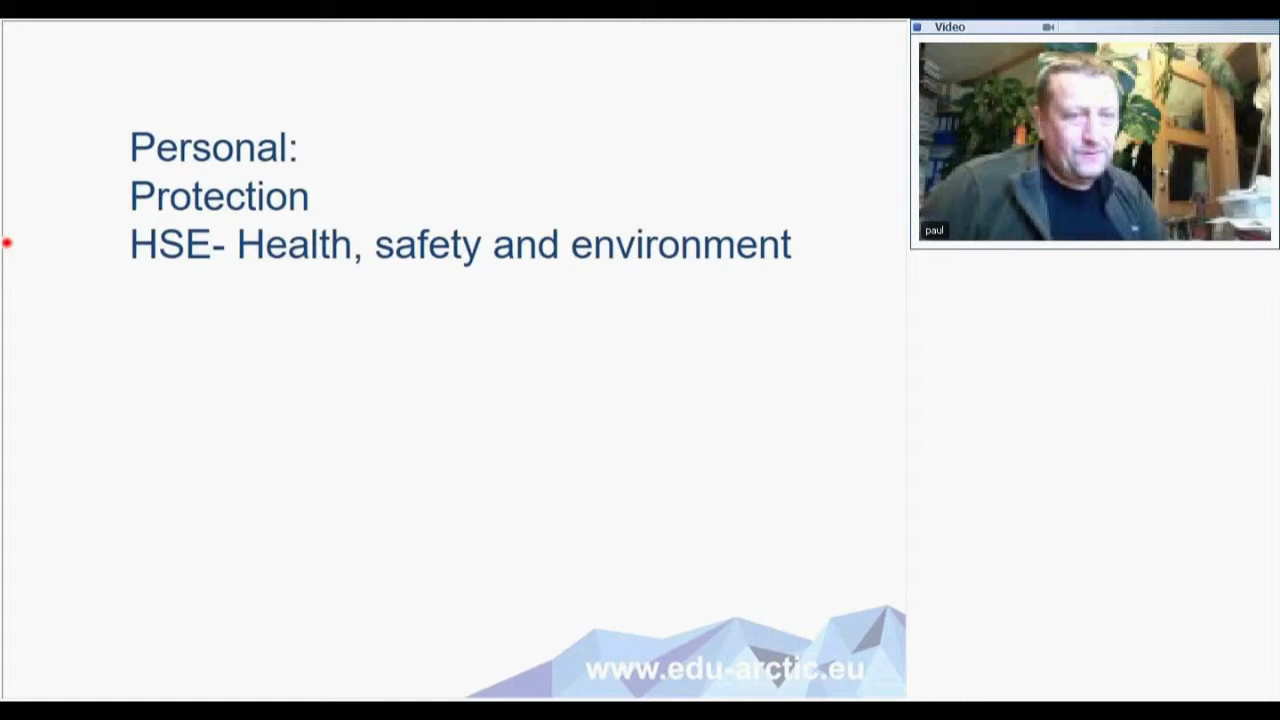 Personal:
Protection
HSE- Health, safety and environment
www.edu-arctic.eu
Video
paul